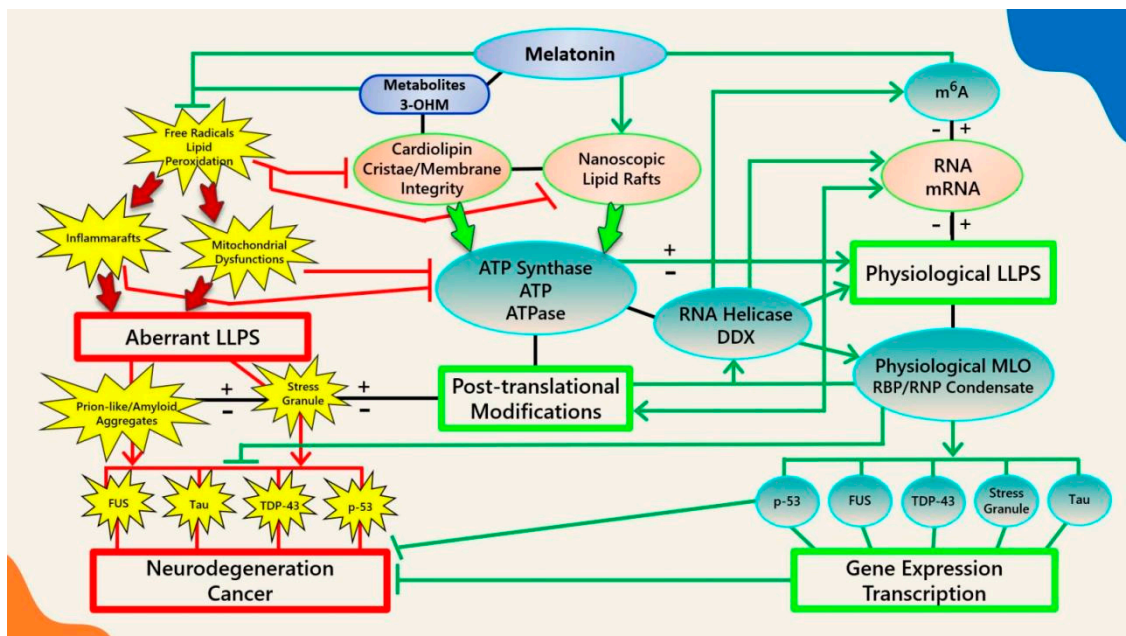 Melatonin
Metabolites
3-OHM
m⁶A
Free Radicals
Lipid
Peroxidation
Cardiolipin
Cristae/Membrane
Integrity
Nanoscopic
Lipid Rafts
- +
RNA
mRNA
- +
Inflammarafts
Mitochondrial
Dysfunctions
ATP Synthase
ATP
ATPase
+
-
Physiological LLPS
RNA Helicase
DDX
Aberrant LLPS
Physiological MLO
RBP/RNP Condensate
Prion-like/Amyloid
Aggregates
+
-
Stress
Granule
+
-
Post-translational
Modifications
FUS
Tau
TDP-43
p-53
p-53
FUS
TDP-43
Stress
Granule
Tau
Neurodegeneration
Cancer
Gene Expression
Transcription